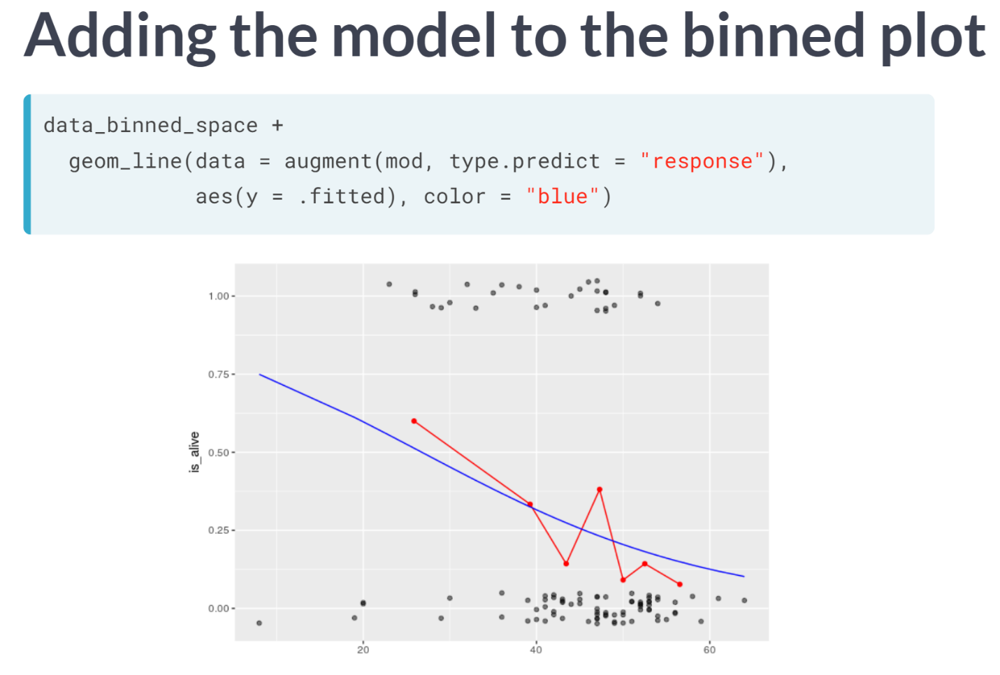 Adding the model to the binned plot
data_binned_space +
geom_line(data = augment(mod, type.predict = "response"),
aes(y = .fitted), color = "blue")
1.00
0.75
0.50
0.25
0.00
is_alive
20 40 60